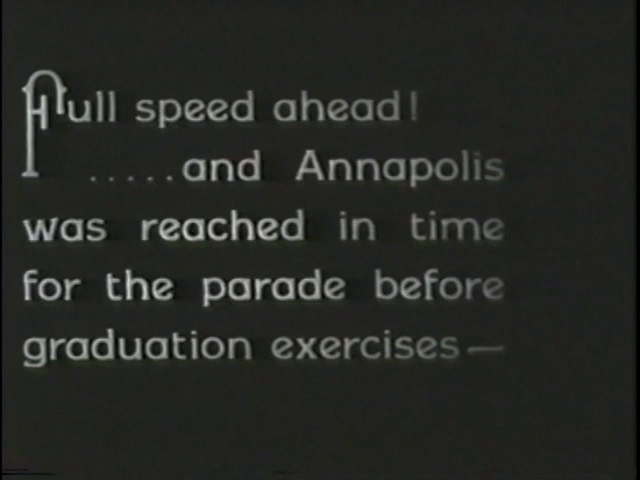 Full speed ahead!
.....and Annapolis
was reached in time
for the parade before
graduation exercises—